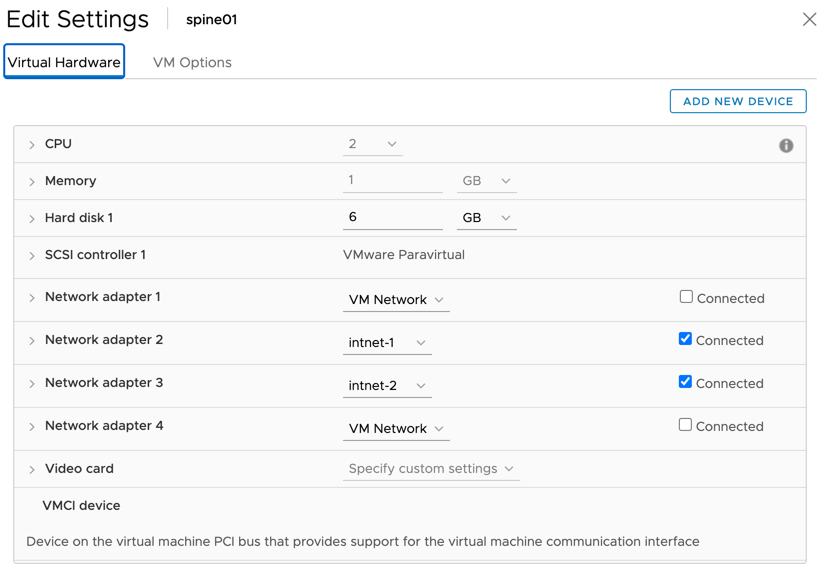 Edit Settings spine01
Virtual Hardware VM Options
ADD NEW DEVICE
CPU 2
Memory 1 GB
Hard disk 1 6 GB
SCSI controller 1 VMware Paravirtual
Network adapter 1 VM Network Connected
Network adapter 2 intnet-1 Connected
Network adapter 3 intnet-2 Connected
Network adapter 4 VM Network Connected
Video card Specify custom settings
VMCI device
Device on the virtual machine PCI bus that provides support for the virtual machine communication interface